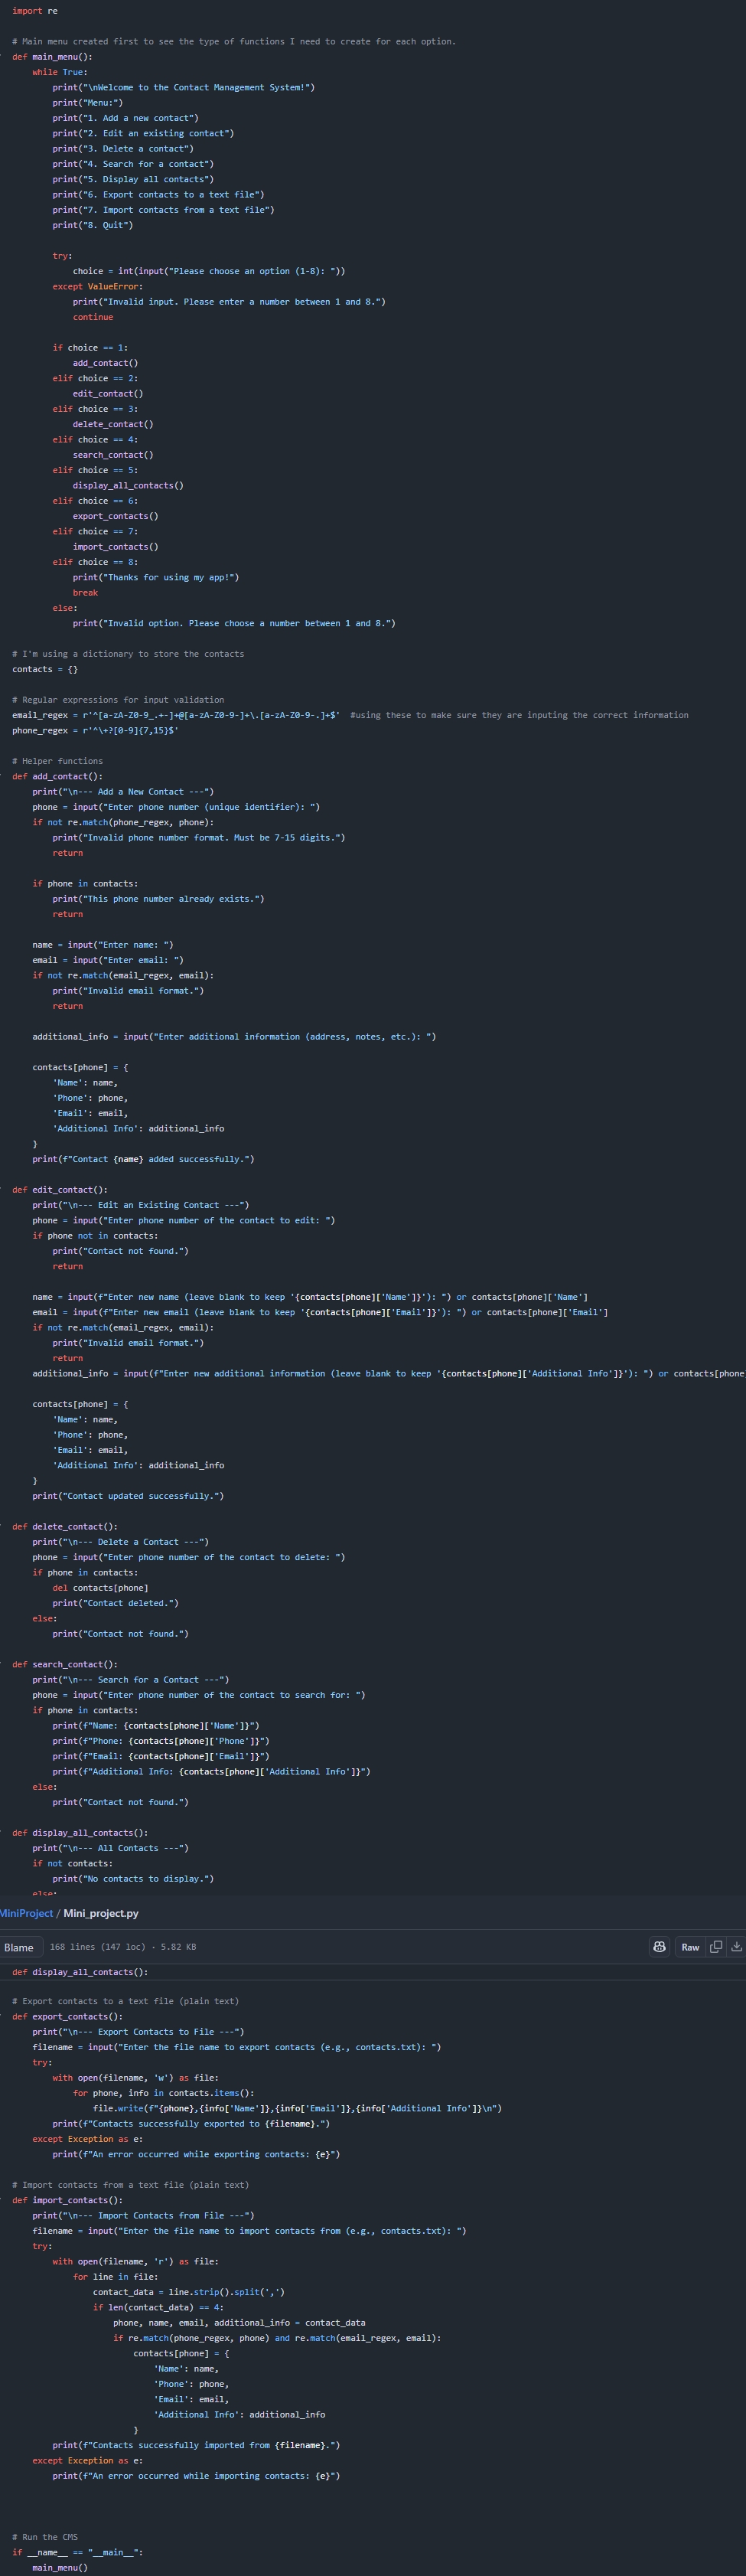 import re

# Main menu created first to see the type of functions I need to create for each option.
def main_menu():
    while True:
        print("\nWelcome to the Contact Management System!")
        print("Menu:")
        print("1. Add a new contact")
        print("2. Edit an existing contact")
        print("3. Delete a contact")
        print("4. Search for a contact")
        print("5. Display all contacts")
        print("6. Export contacts to a text file")
        print("7. Import contacts from a text file")
        print("8. Quit")

        try:
            choice = int(input("Please choose an option (1-8): "))
        except ValueError:
            print("Invalid input. Please enter a number between 1 and 8.")
            continue

        if choice == 1:
            add_contact()
        elif choice == 2:
            edit_contact()
        elif choice == 3:
            delete_contact()
        elif choice == 4:
            search_contact()
        elif choice == 5:
            display_all_contacts()
        elif choice == 6:
            export_contacts()
        elif choice == 7:
            import_contacts()
        elif choice == 8:
            print("Thanks for using my app!")
            break
        else:
            print("Invalid option. Please choose a number between 1 and 8.")

# I'm using a dictionary to store the contacts
contacts = {}

# Regular expressions for input validation
email_regex = r'^[a-zA-Z0-9_.+-]+@[a-zA-Z0-9-]+\.[a-zA-Z0-9-.]+$'  #using these to make sure they are inputing the correct information
phone_regex = r'^\+?[0-9]{7,15}$'

# Helper functions
def add_contact():
    print("\n--- Add a New Contact ---")
    phone = input("Enter phone number (unique identifier): ")
    if not re.match(phone_regex, phone):
        print("Invalid phone number format. Must be 7-15 digits.")
        return

    if phone in contacts:
        print("This phone number already exists.")
        return

    name = input("Enter name: ")
    email = input("Enter email: ")
    if not re.match(email_regex, email):
        print("Invalid email format.")
        return

    additional_info = input("Enter additional information (address, notes, etc.): ")

    contacts[phone] = {
        'Name': name,
        'Phone': phone,
        'Email': email,
        'Additional Info': additional_info
    }
    print(f"Contact {name} added successfully.")

def edit_contact():
    print("\n--- Edit an Existing Contact ---")
    phone = input("Enter phone number of the contact to edit: ")
    if phone not in contacts:
        print("Contact not found.")
        return

    name = input(f"Enter new name (leave blank to keep '{contacts[phone]['Name']}'): ") or contacts[phone]['Name']
    email = input(f"Enter new email (leave blank to keep '{contacts[phone]['Email']}'): ") or contacts[phone]['Email']
    if not re.match(email_regex, email):
        print("Invalid email format.")
        return
    additional_info = input(f"Enter new additional information (leave blank to keep '{contacts[phone]['Additional Info']}'): ") or contacts[phone

    contacts[phone] = {
        'Name': name,
        'Phone': phone,
        'Email': email,
        'Additional Info': additional_info
    }
    print("Contact updated successfully.")

def delete_contact():
    print("\n--- Delete a Contact ---")
    phone = input("Enter phone number of the contact to delete: ")
    if phone in contacts:
        del contacts[phone]
        print("Contact deleted.")
    else:
        print("Contact not found.")

def search_contact():
    print("\n--- Search for a Contact ---")
    phone = input("Enter phone number of the contact to search for: ")
    if phone in contacts:
        print(f"Name: {contacts[phone]['Name']}")
        print(f"Phone: {contacts[phone]['Phone']}")
        print(f"Email: {contacts[phone]['Email']}")
        print(f"Additional Info: {contacts[phone]['Additional Info']}")
    else:
        print("Contact not found.")

def display_all_contacts():
    print("\n--- All Contacts ---")
    if not contacts:
        print("No contacts to display.")
    else:
MiniProject / Mini_project.py
Blame 168 lines (147 loc) · 5.82 KB Raw
def display_all_contacts():

# Export contacts to a text file (plain text)
def export_contacts():
    print("\n--- Export Contacts to File ---")
    filename = input("Enter the file name to export contacts (e.g., contacts.txt): ")
    try:
        with open(filename, 'w') as file:
            for phone, info in contacts.items():
                file.write(f"{phone},{info['Name']},{info['Email']},{info['Additional Info']}\n")
        print(f"Contacts successfully exported to {filename}.")
    except Exception as e:
        print(f"An error occurred while exporting contacts: {e}")

# Import contacts from a text file (plain text)
def import_contacts():
    print("\n--- Import Contacts from File ---")
    filename = input("Enter the file name to import contacts from (e.g., contacts.txt): ")
    try:
        with open(filename, 'r') as file:
            for line in file:
                contact_data = line.strip().split(',')
                if len(contact_data) == 4:
                    phone, name, email, additional_info = contact_data
                    if re.match(phone_regex, phone) and re.match(email_regex, email):
                        contacts[phone] = {
                            'Name': name,
                            'Phone': phone,
                            'Email': email,
                            'Additional Info': additional_info
                        }
        print(f"Contacts successfully imported from {filename}.")
    except Exception as e:
        print(f"An error occurred while importing contacts: {e}")

# Run the CMS
if __name__ == "__main__":
    main_menu()